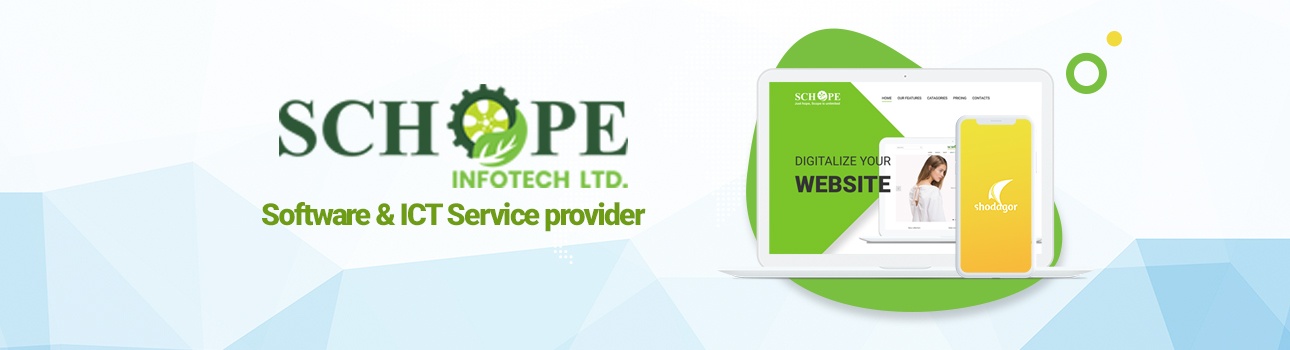 SCHOPE
INFOTECH LTD.
Software & ICT Service provider
SCHOPE
HOME OUR FEATURES CATAGORIES PRICING CONTACTS
DIGITALIZE YOUR
WEBSITE
shodagor